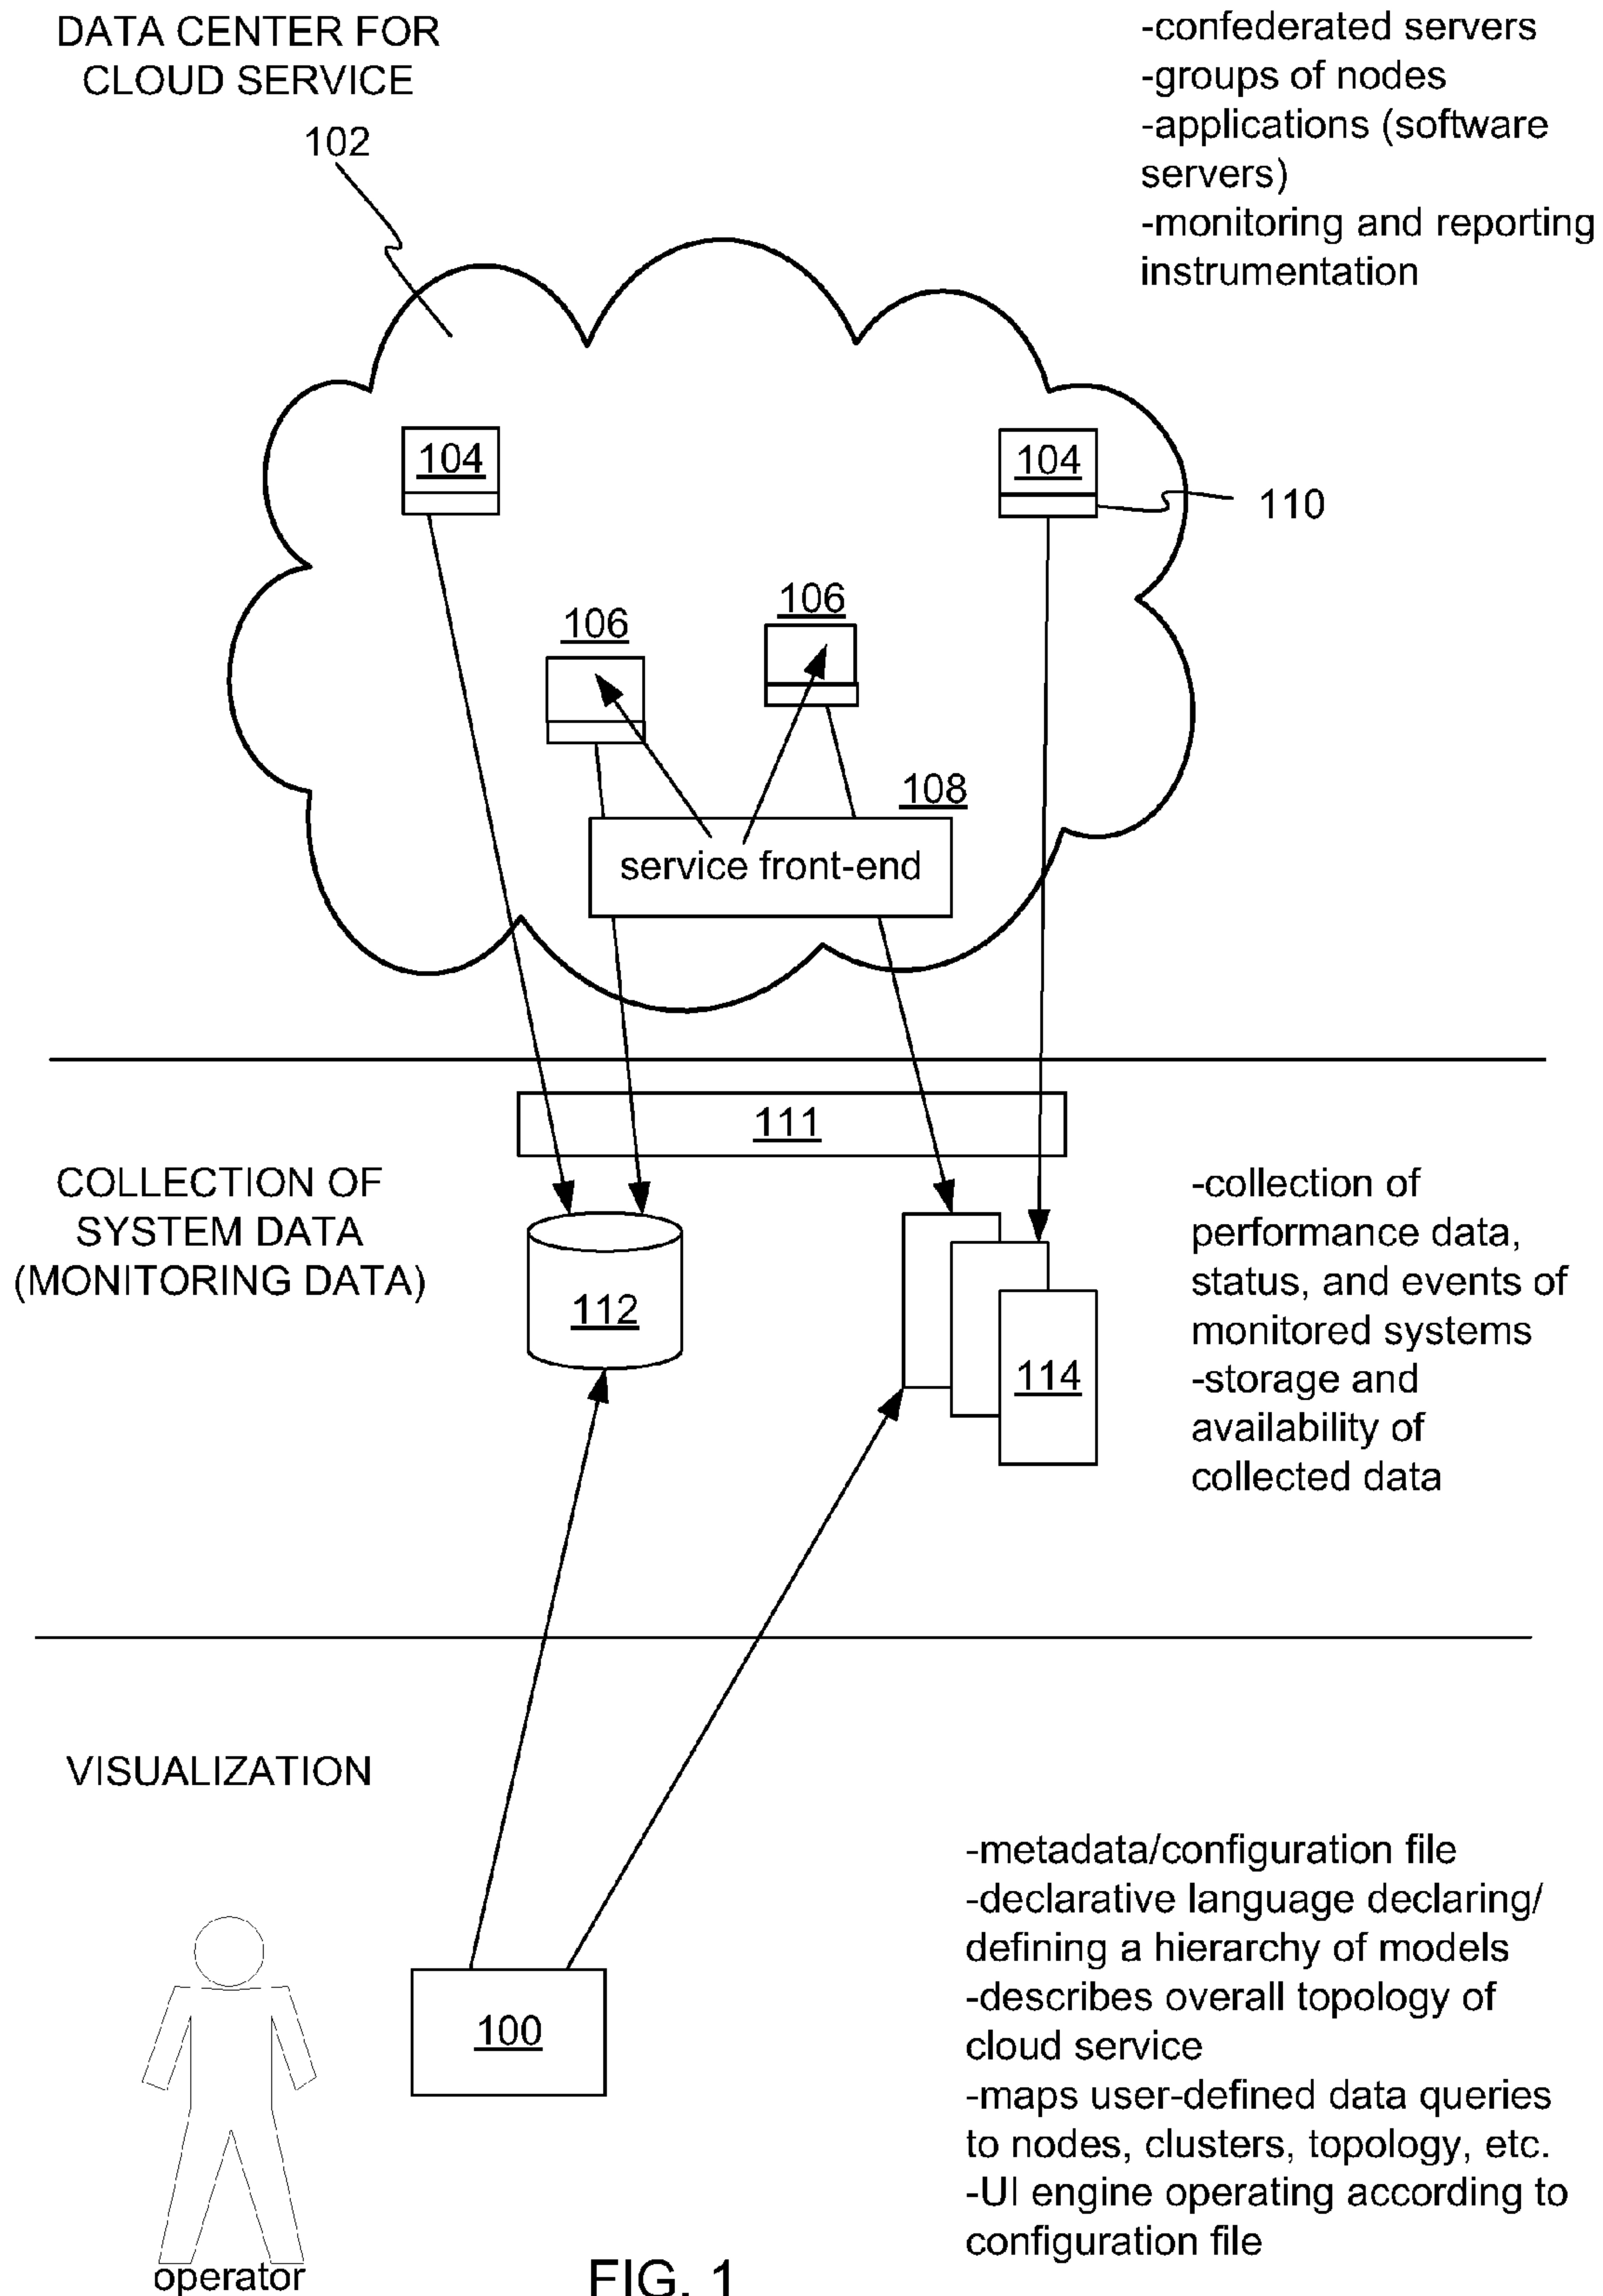 DATA CENTER FOR
CLOUD SERVICE
102
-confederated servers
-groups of nodes
-applications (software
servers)
-monitoring and reporting
instrumentation
104
104
110
106
106
108
service front-end
111
COLLECTION OF
SYSTEM DATA
(MONITORING DATA)
112
114
-collection of
performance data,
status, and events of
monitored systems
-storage and
availability of
collected data
VISUALIZATION
100
-metadata/configuration file
-declarative language declaring/
defining a hierarchy of models
-describes overall topology of
cloud service
-maps user-defined data queries
to nodes, clusters, topology, etc.
-UI engine operating according to
configuration file
operator
FIG. 1